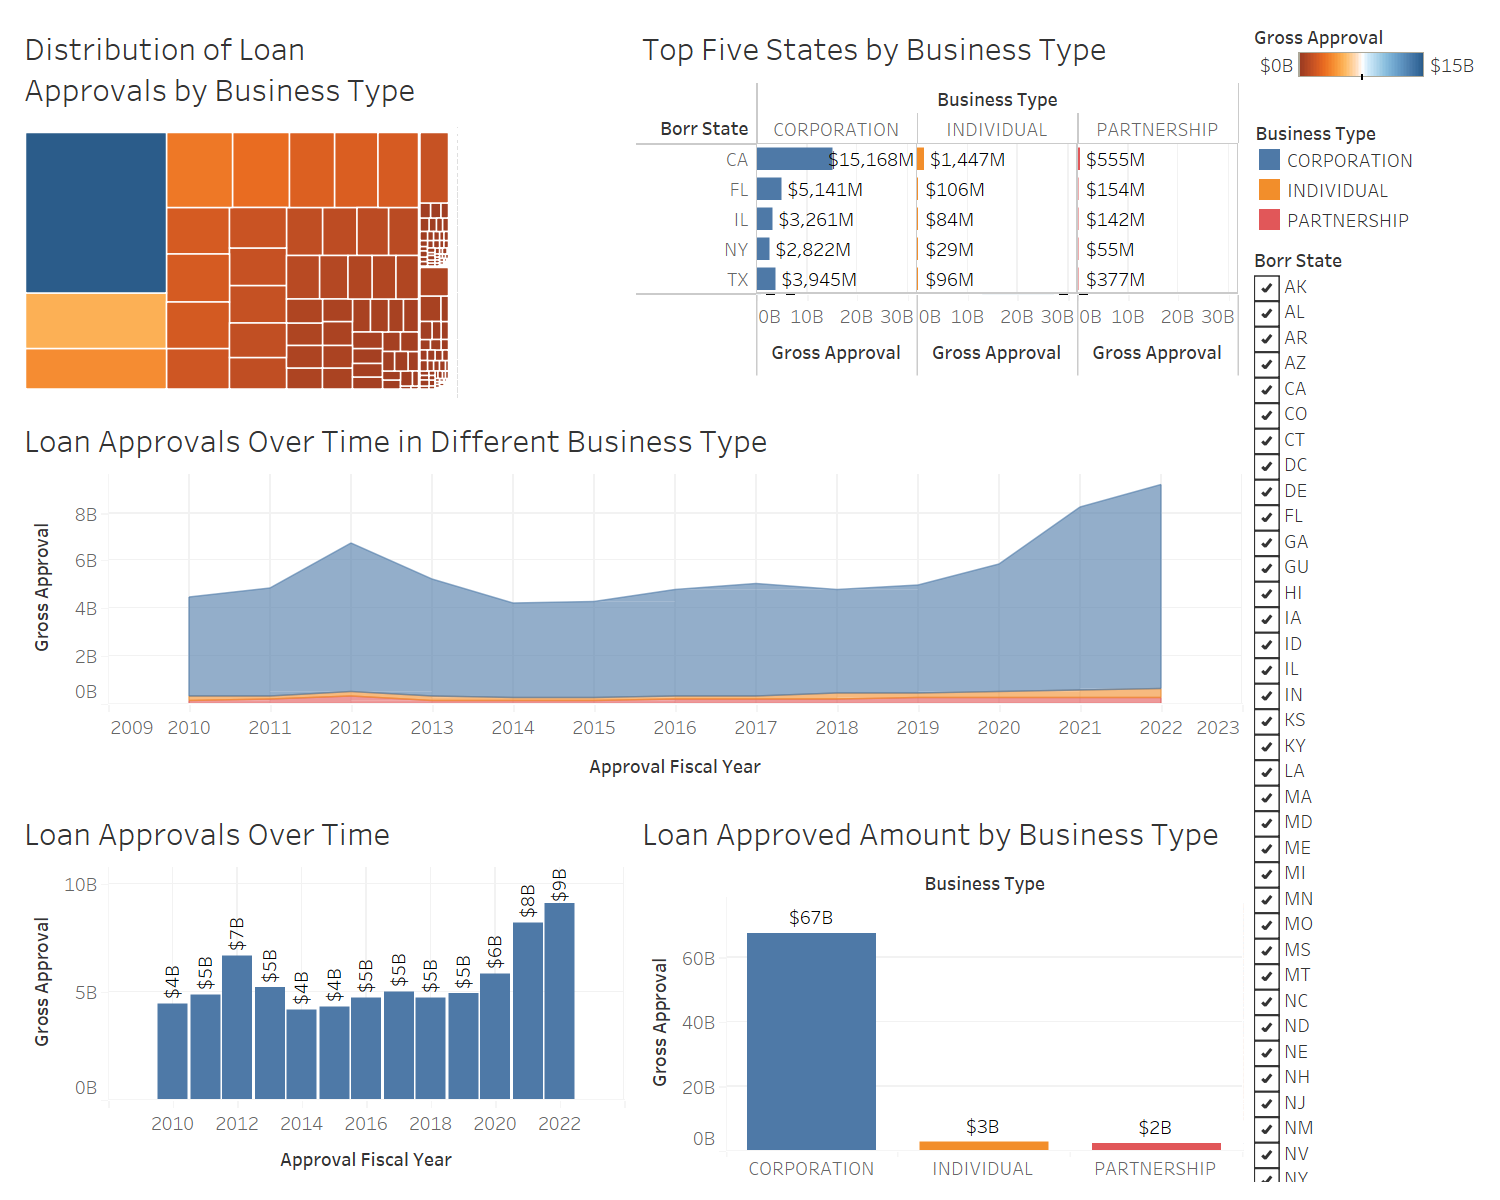 Distribution of Loan
Approvals by Business Type
Top Five States by Business Type
Business Type
Borr State CORPORATION INDIVIDUAL PARTNERSHIP
CA $15,168M $1,447M $555M
FL $5,141M $106M $154M
IL $3,261M $84M $142M
NY $2,822M $29M $55M
TX $3,945M $96M $377M
0B 10B 20B 30B 0B 10B 20B 30B 0B 10B 20B 30B
Gross Approval Gross Approval Gross Approval
Gross Approval
$0B $15B
Business Type
CORPORATION
INDIVIDUAL
PARTNERSHIP
Borr State
AK
AL
AR
AZ
CA
CO
CT
DC
DE
FL
GA
GU
HI
IA
ID
IL
IN
KS
KY
LA
MA
MD
ME
MI
MN
MO
MS
MT
NC
ND
NE
NH
NJ
NM
NV
NY
Loan Approvals Over Time in Different Business Type
Gross Approval
8B
6B
4B
2B
0B
2009 2010 2011 2012 2013 2014 2015 2016 2017 2018 2019 2020 2021 2022 2023
Approval Fiscal Year
Loan Approvals Over Time
Gross Approval
10B
5B
0B
$4B $5B $7B $5B $4B $4B $5B $5B $5B $5B $6B $8B $9B
2010 2012 2014 2016 2018 2020 2022
Approval Fiscal Year
Loan Approved Amount by Business Type
Business Type
Gross Approval
60B
40B
20B
0B
$67B $3B $2B
CORPORATION INDIVIDUAL PARTNERSHIP